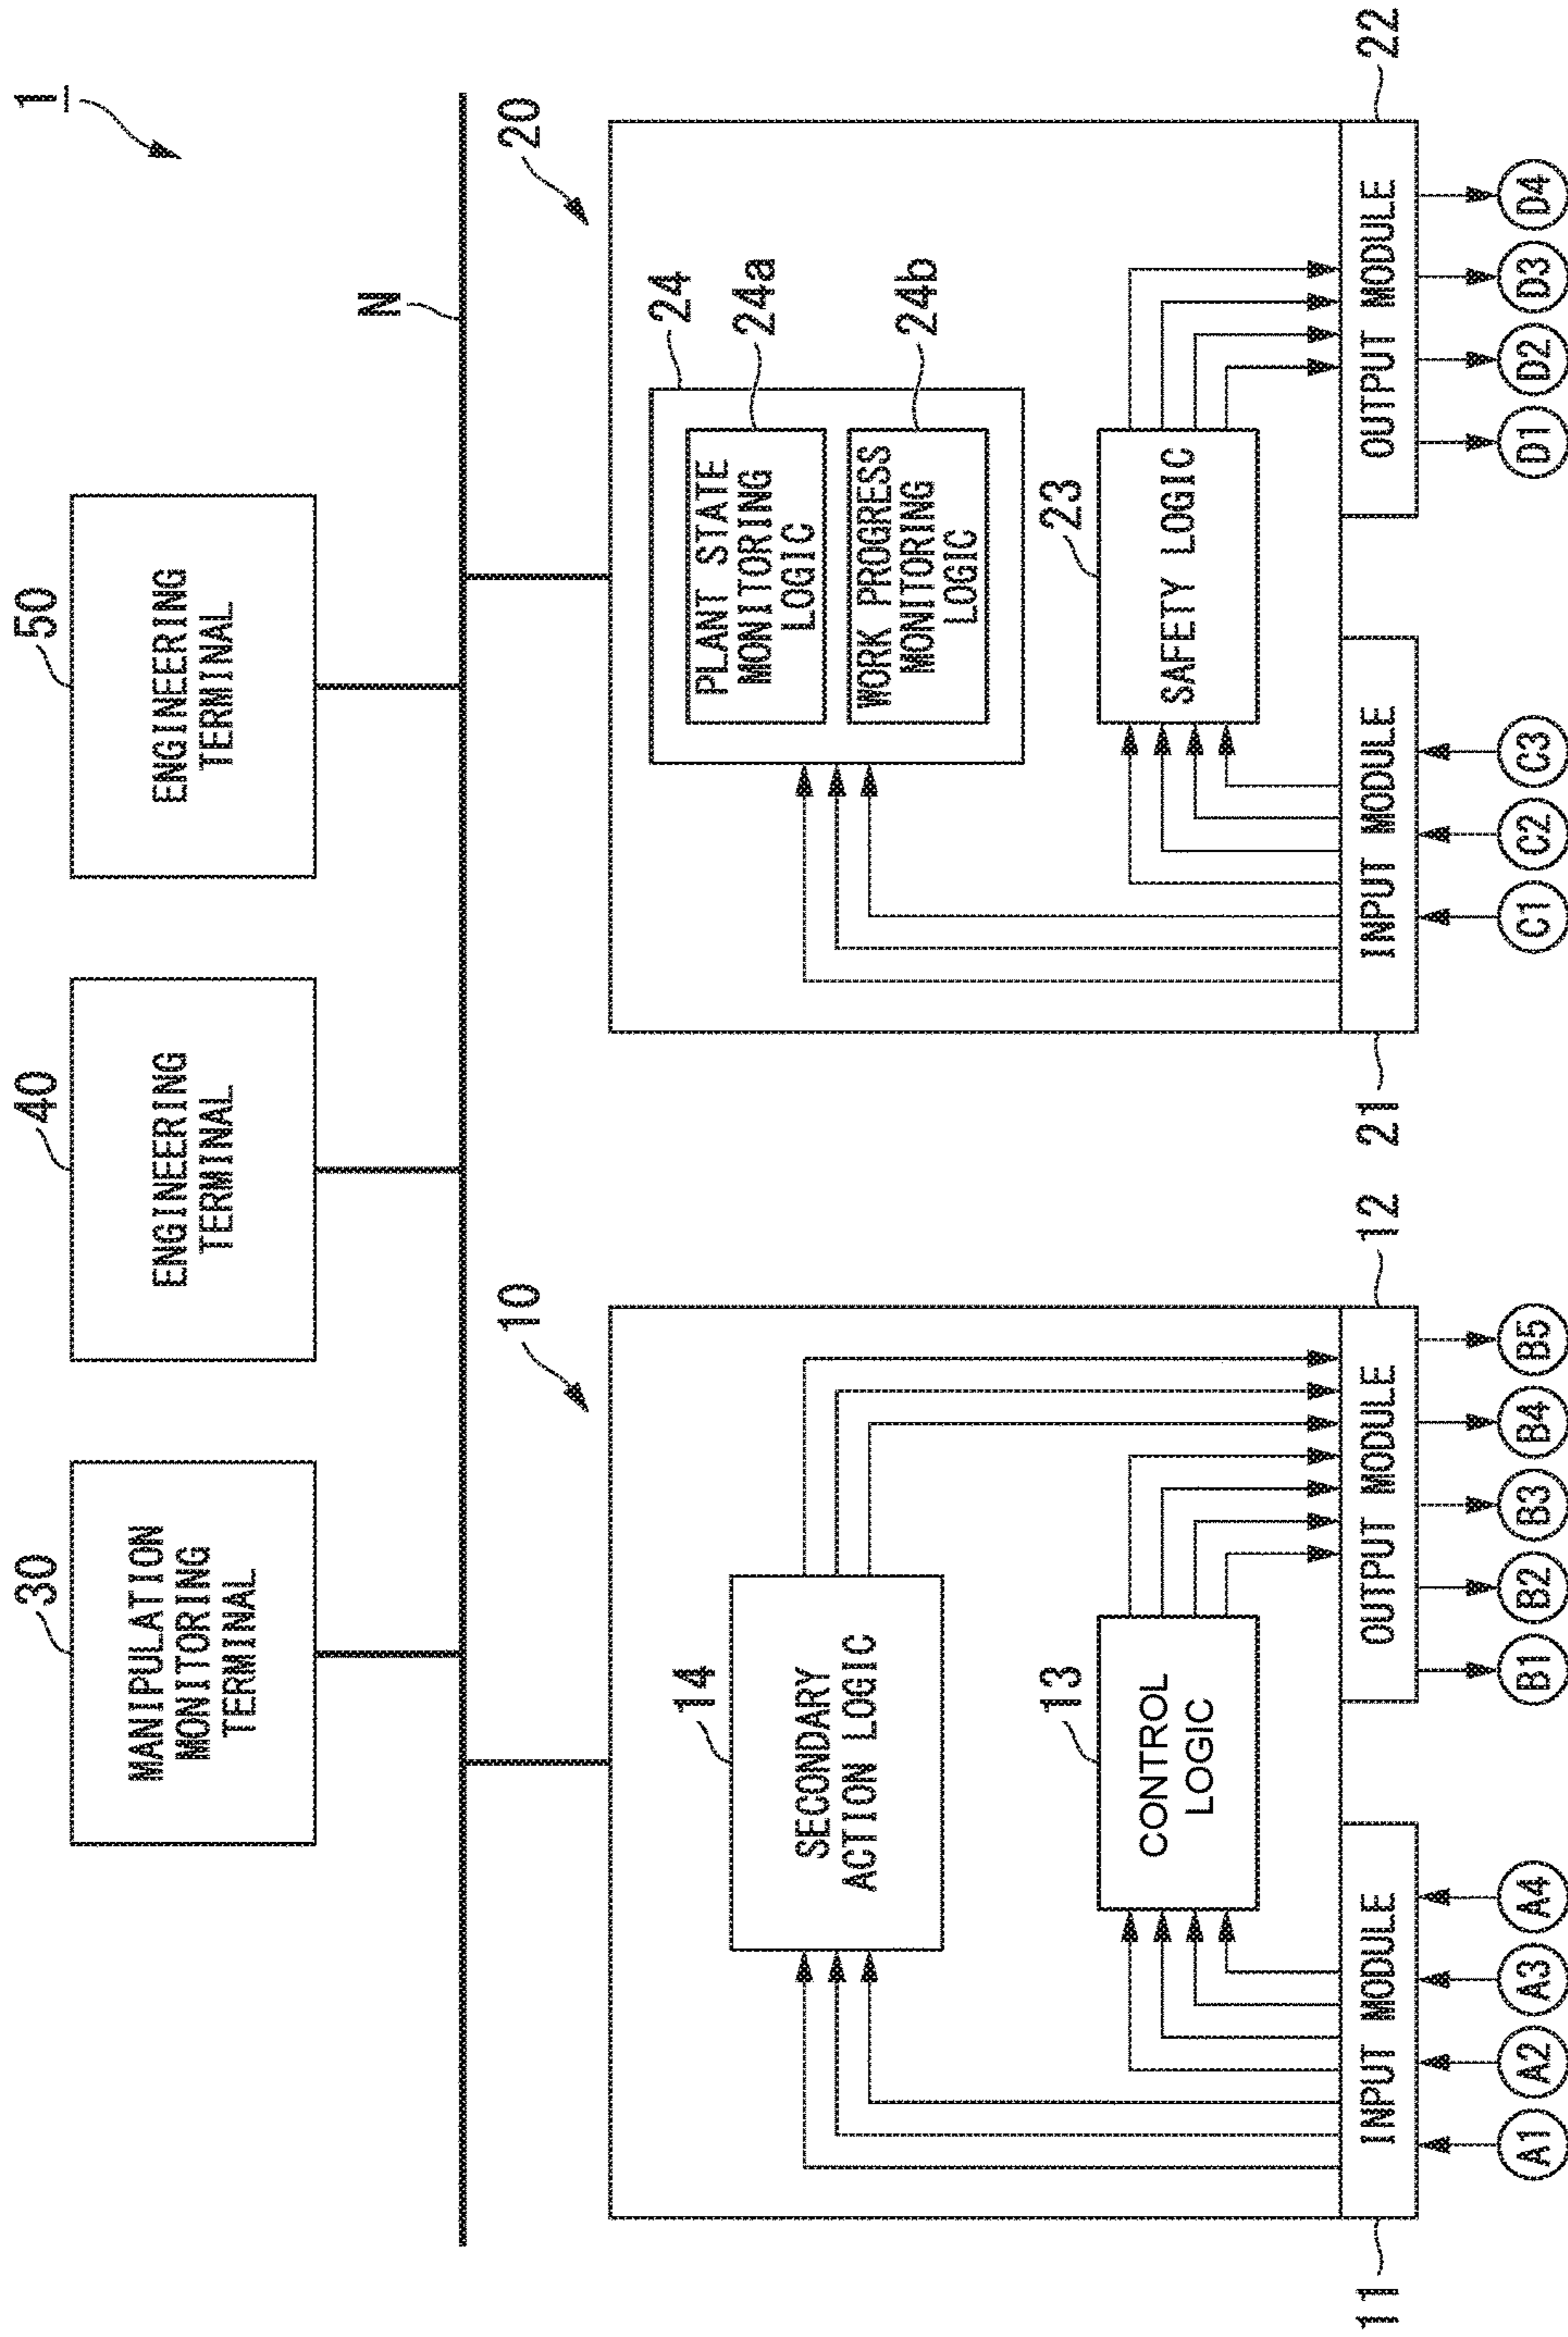 1
30
40
50
MANIPULATION
MONITORING
TERMINAL
ENGINEERING
TERMINAL
ENGINEERING
TERMINAL
N
10
20
14
SECONDARY
ACTION LOGIC
13
CONTROL
LOGIC
24
24a
PLANT STATE
MONITORING
LOGIC
24b
WORK PROGRESS
MONITORING
LOGIC
23
SAFETY LOGIC
11
INPUT MODULE
OUTPUT MODULE
12
21
INPUT MODULE
OUTPUT MODULE
22
A1 A2 A3 A4
B1 B2 B3 B4 B5
C1 C2 C3
D1 D2 D3 D4